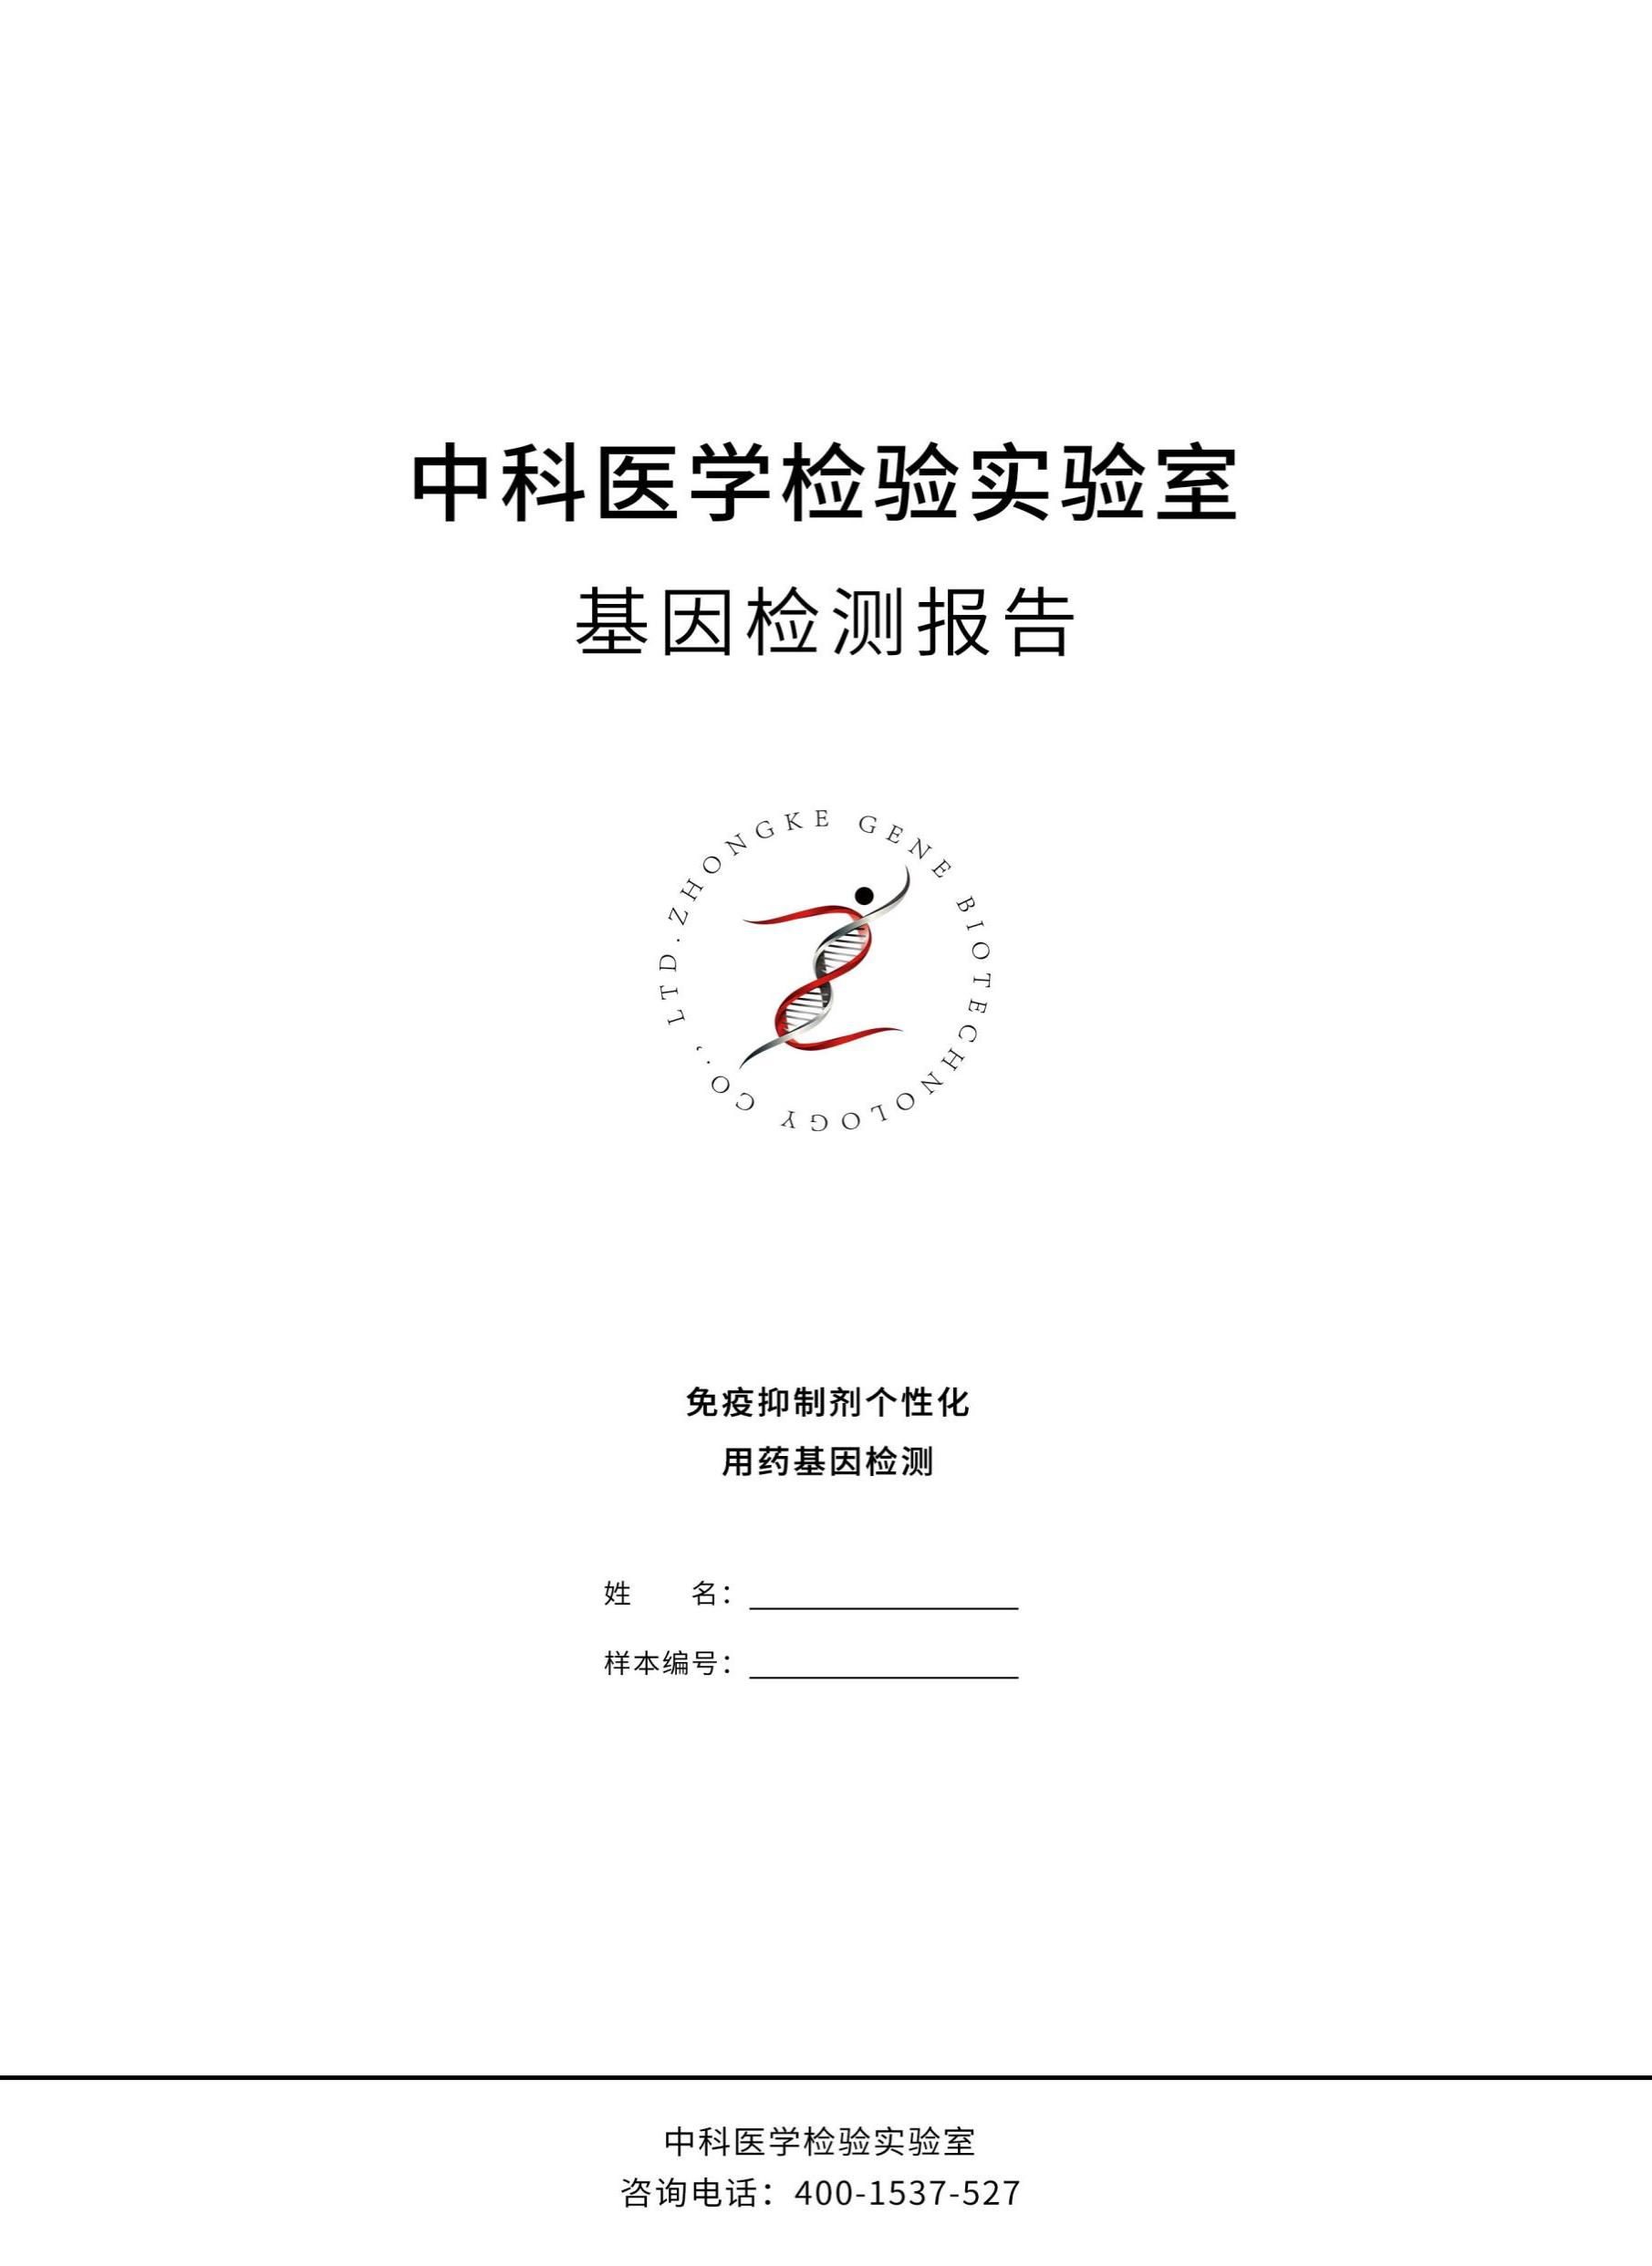 中科医学检验实验室
基因检测报告
ZHONGKE GENE BIOTECHNOLOGY CO., LTD.
免疫抑制剂个性化
用药基因检测
姓 名：
样本编号：
中科医学检验实验室
咨询电话：400-1537-527